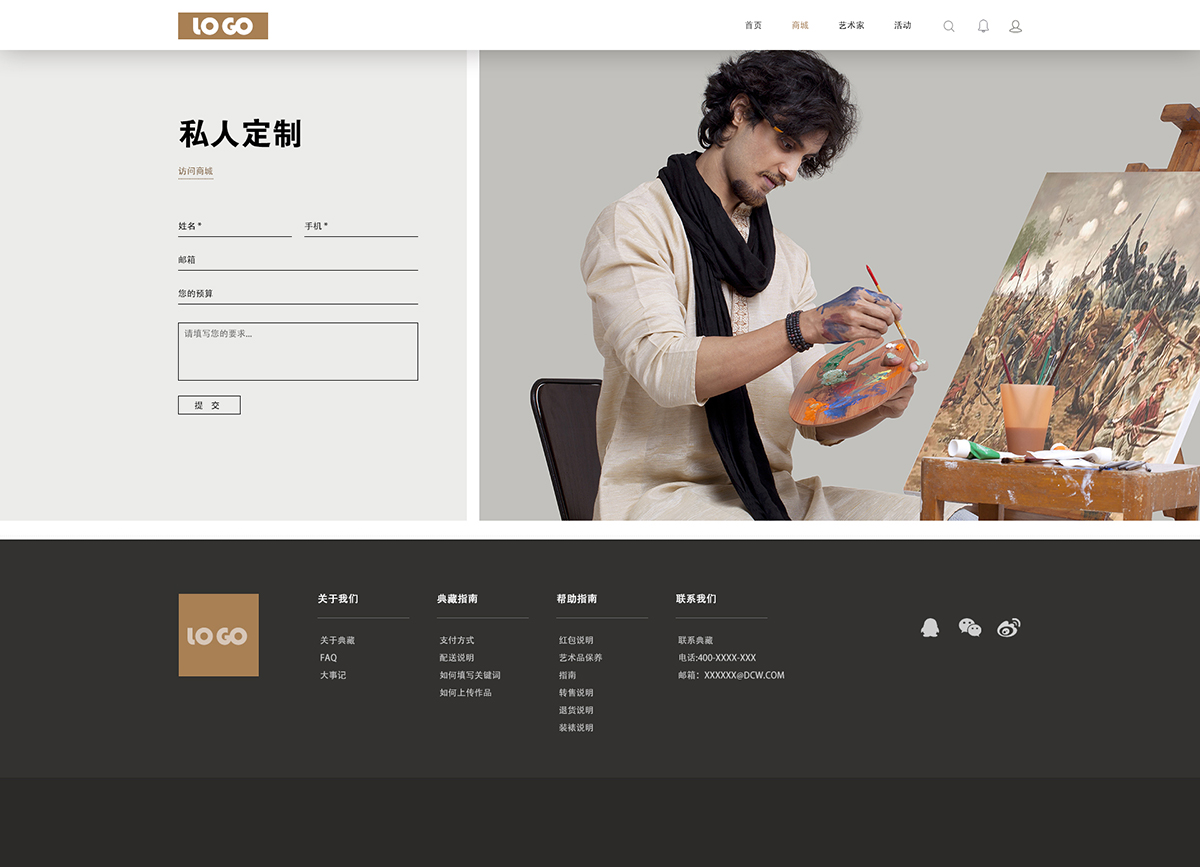 LOGO
首页 商城 艺术家 活动
私人定制
访问商城
姓名 * 手机 *
邮箱
您的预算
请填写您的要求...
提 交
LOGO
关于我们
关于典藏
FAQ
大事记
典藏指南
支付方式
配送说明
如何填写关键词
如何上传作品
帮助指南
红包说明
艺术品保养
指南
转售说明
退货说明
装裱说明
联系我们
联系典藏
电话:400-XXXX-XXX
邮箱：XXXXXX@DCW.COM